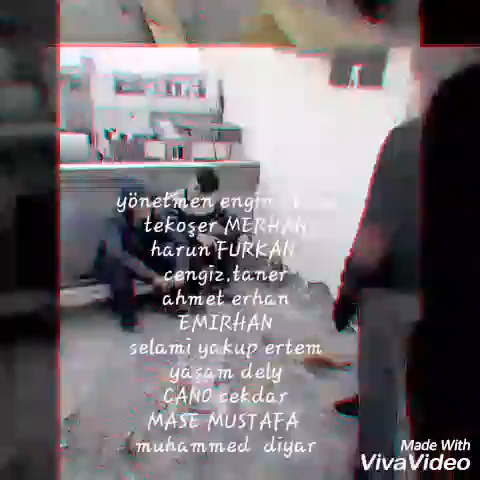 yönetmen engin
tekoşer MERHAN
harun FURKAN
cengiz,taner
ahmet erhan
EMIRHAN
selami yakup ertem
yaşam dely
CANO cekdar
MASE MUSTAFA
muhammed diyar
Made With
VivaVideo